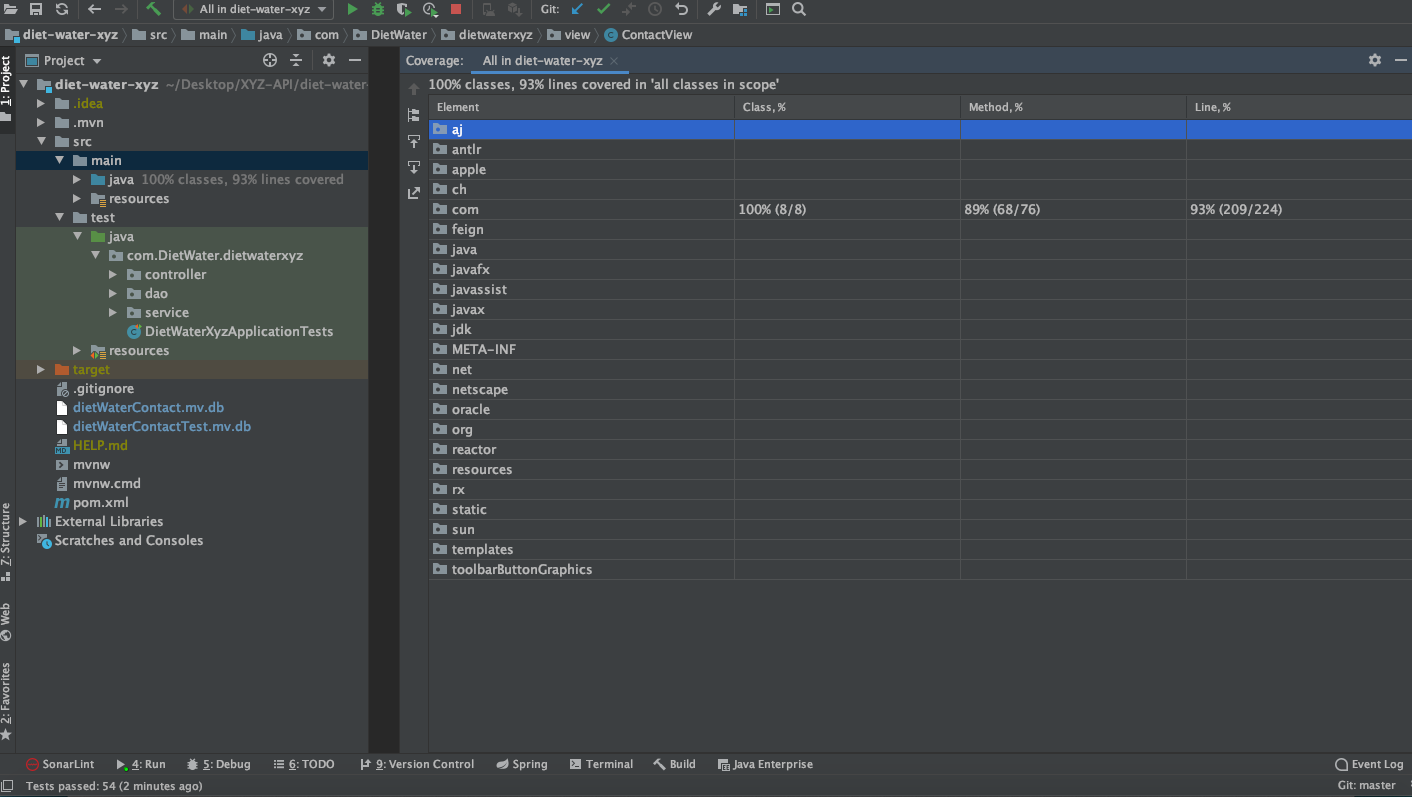 All in diet-water-xyz
Git:
diet-water-xyz src main java com DietWater dietwaterxyz view ContactView
1: Project
Z: Structure
Web
2: Favorites
Project
diet-water-xyz ~/Desktop/XYZ-API/diet-water-
.idea
.mvn
src
main
java 100% classes, 93% lines covered
resources
test
java
com.DietWater.dietwaterxyz
controller
dao
service
DietWaterXyzApplicationTests
resources
target
.gitignore
dietWaterContact.mv.db
dietWaterContactTest.mv.db
HELP.md
mvnw
mvnw.cmd
pom.xml
External Libraries
Scratches and Consoles
Coverage: All in diet-water-xyz
100% classes, 93% lines covered in 'all classes in scope'
Element Class, % Method, % Line, %
aj
antlr
apple
ch
com 100% (8/8) 89% (68/76) 93% (209/224)
feign
java
javafx
javassist
javax
jdk
META-INF
net
netscape
oracle
org
reactor
resources
rx
static
sun
templates
toolbarButtonGraphics
SonarLint 4: Run 5: Debug 6: TODO 9: Version Control Spring Terminal Build Java Enterprise Event Log
Tests passed: 54 (2 minutes ago) Git: master